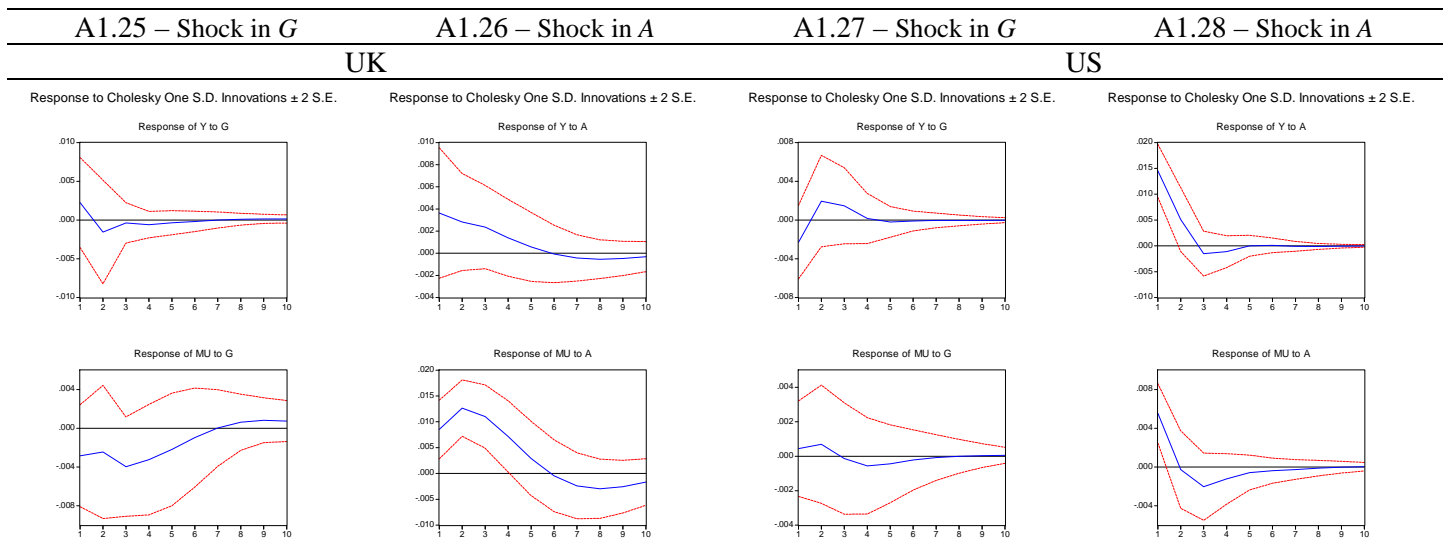 A1.25 – Shock in G A1.26 – Shock in A A1.27 – Shock in G A1.28 – Shock in A
UK US
Response to Cholesky One S.D. Innovations ± 2 S.E. Response to Cholesky One S.D. Innovations ± 2 S.E. Response to Cholesky One S.D. Innovations ± 2 S.E. Response to Cholesky One S.D. Innovations ± 2 S.E.
Response of Y to G
.010
.005
.000
-.005
-.010
1 2 3 4 5 6 7 8 9 10
Response of Y to A
.010
.008
.006
.004
.002
.000
-.002
-.004
1 2 3 4 5 6 7 8 9 10
Response of Y to G
.008
.004
.000
-.004
-.008
1 2 3 4 5 6 7 8 9 10
Response of Y to A
.020
.015
.010
.005
.000
-.005
-.010
1 2 3 4 5 6 7 8 9 10
Response of MU to G
.004
.000
-.004
-.008
1 2 3 4 5 6 7 8 9 10
Response of MU to A
.020
.015
.010
.005
.000
-.005
-.010
1 2 3 4 5 6 7 8 9 10
Response of MU to G
.004
.002
.000
-.002
-.004
1 2 3 4 5 6 7 8 9 10
Response of MU to A
.008
.004
.000
-.004
1 2 3 4 5 6 7 8 9 10